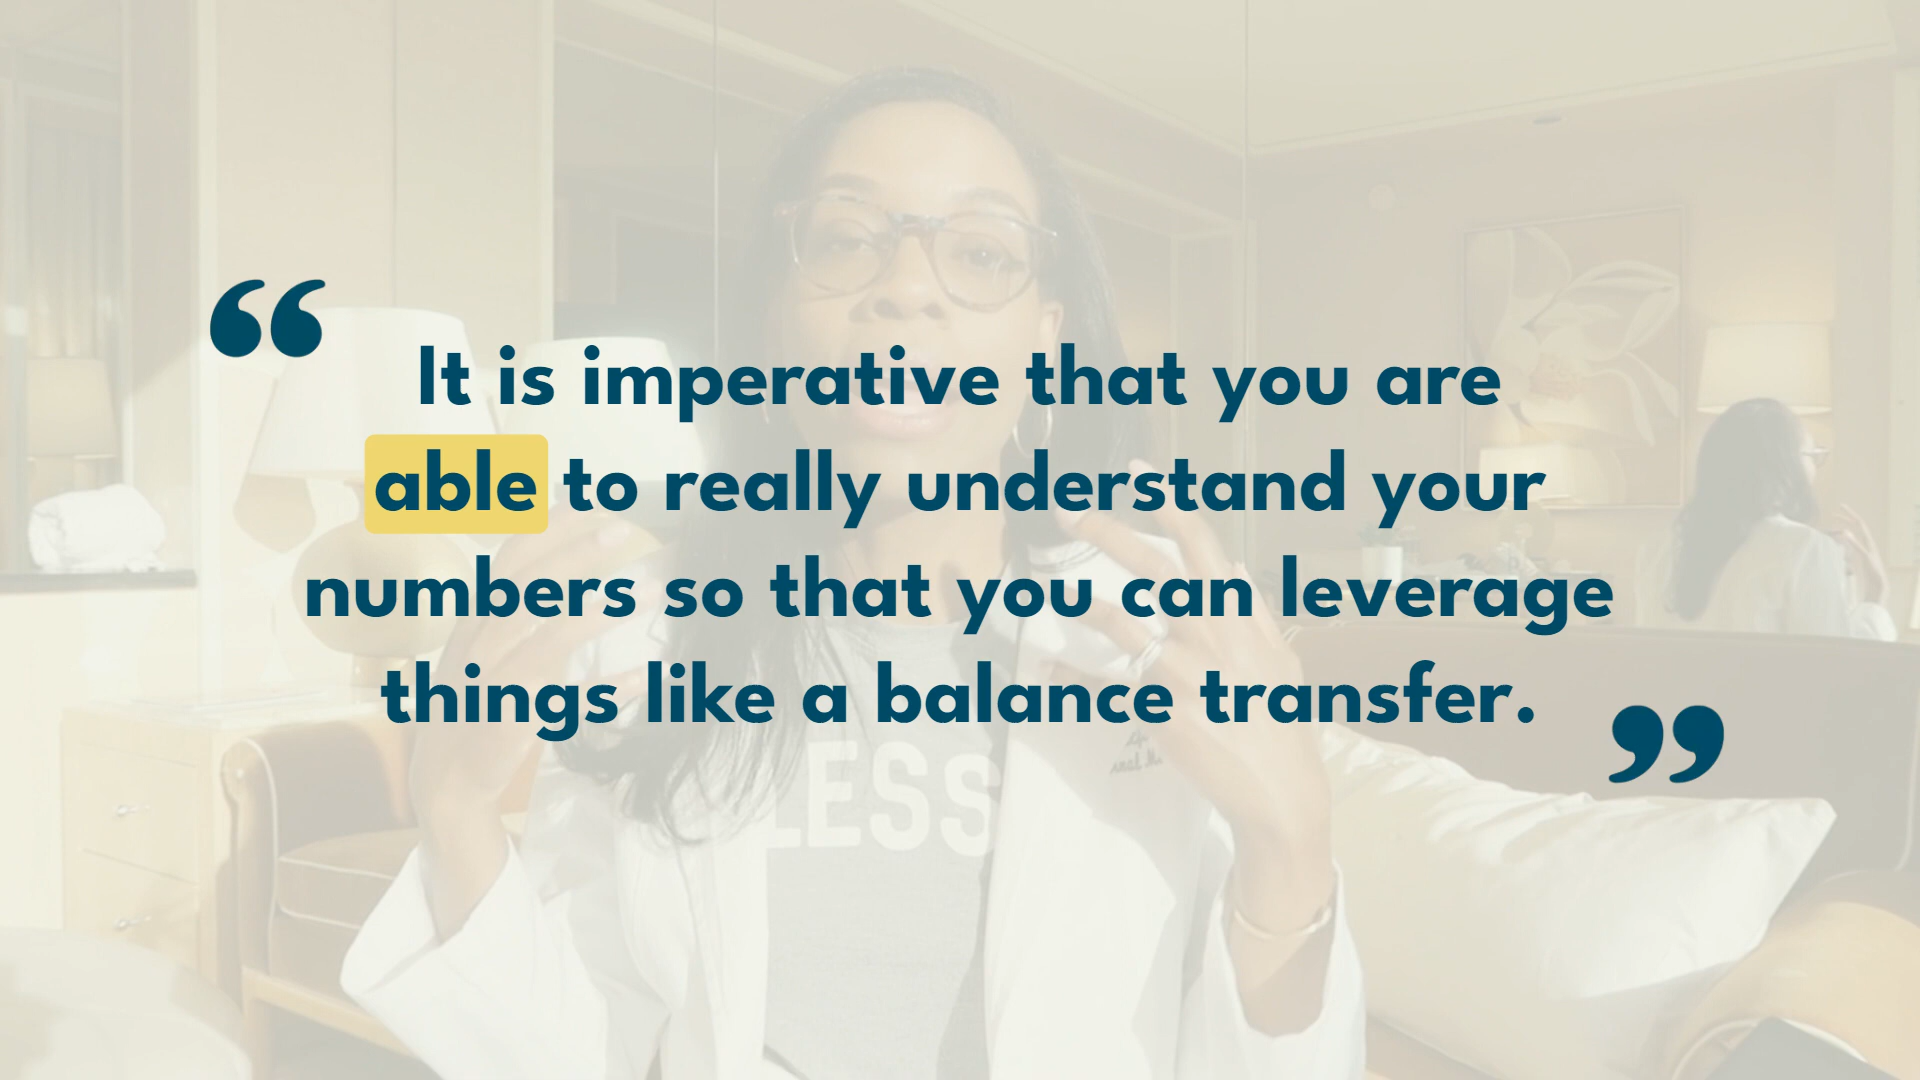 “
It is imperative that you are
able to really understand your
numbers so that you can leverage
things like a balance transfer.
”
LESS